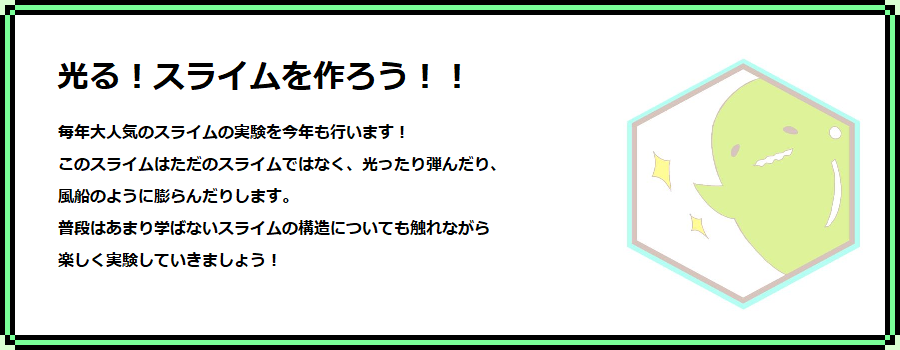 光る！スライムを作ろう！！
毎年大人気のスライムの実験を今年も行います！
このスライムはただのスライムではなく、光ったり弾んだり、
風船のように膨らんだりします。
普段はあまり学ばないスライムの構造についても触れながら
楽しく実験していきましょう！